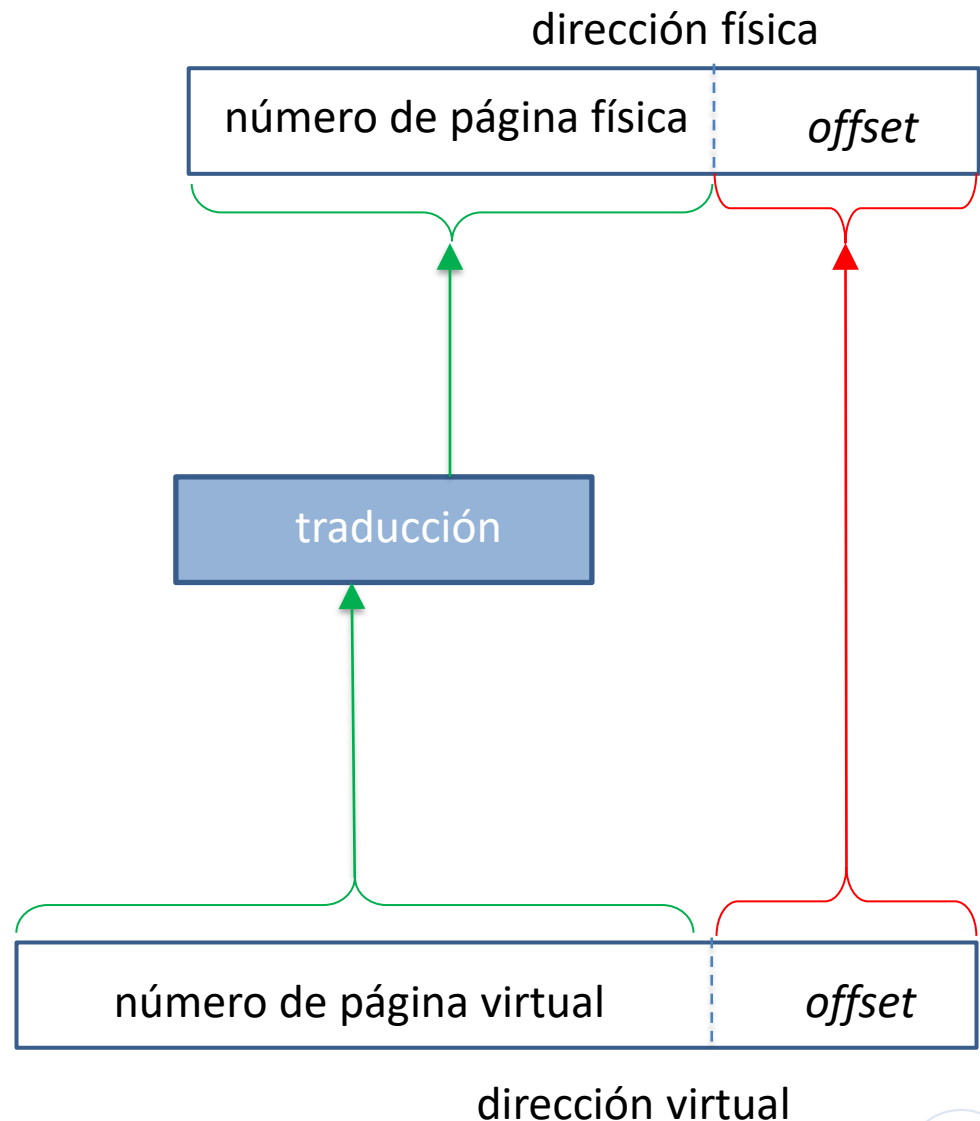 dirección física
número de página física
offset
traducción
número de página virtual
offset
dirección virtual